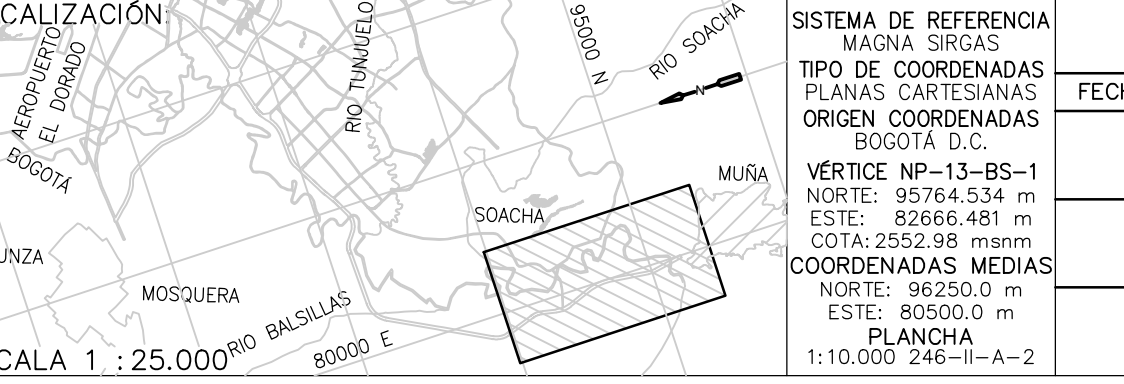 CALIZACIÓN:
AEROPUERTO
EL DORADO
BOGOTÁ
RIO TUNJUELO
95000 N
RIO SOACHA
N
MUÑA
SOACHA
UNZA
MOSQUERA
RIO BALSILLAS
80000 E
CALA 1 : 25.000
SISTEMA DE REFERENCIA
MAGNA SIRGAS
TIPO DE COORDENADAS
PLANAS CARTESIANAS
ORIGEN COORDENADAS
BOGOTÁ D.C.
VÉRTICE NP-13-BS-1
NORTE: 95764.534 m
ESTE: 82666.481 m
COTA: 2552.98 msnm
COORDENADAS MEDIAS
NORTE: 96250.0 m
ESTE: 80500.0 m
PLANCHA
1:10.000 246-II-A-2
FECH